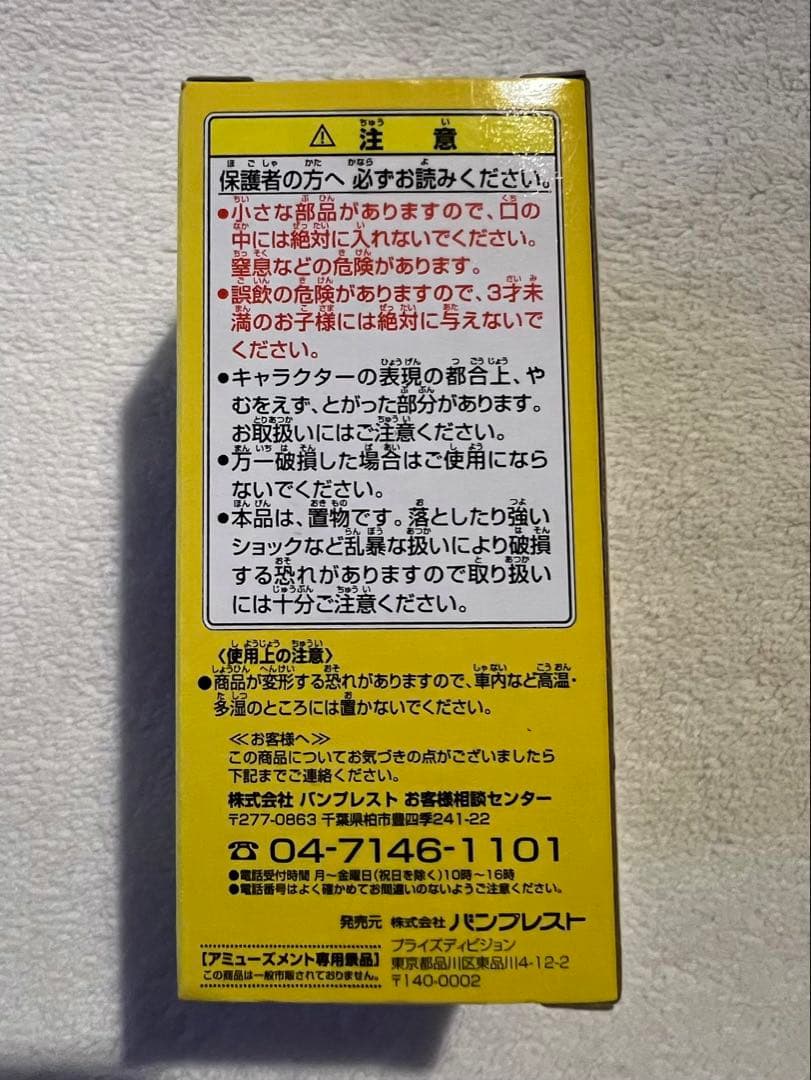 ⚠ 注意
保護者の方へ 必ずお読みください。
●小さな部品がありますので、口の
中には絶対に入れないでください。
窒息などの危険があります。
●誤飲の危険がありますので、3才未
満のお子様には絶対に与えないで
ください。
●キャラクターの表現の都合上、や
むをえず、とがった部分があります。
お取扱いにはご注意ください。
●万一破損した場合はご使用になら
ないでください。
●本品は、置物です。落としたり強い
ショックなど乱暴な扱いにより破損
する恐れがありますので取り扱い
には十分ご注意ください。
〈使用上の注意〉
●商品が変形する恐れがありますので、車内など高温・
多湿のところには置かないでください。
≪お客様へ≫
この商品についてお気づきの点がございましたら
下記までご連絡ください。
株式会社 バンプレスト お客様相談センター
〒277-0863 千葉県柏市豊四季241-22
☎ 04-7146-1101
●電話受付時間 月～金曜日(祝日を除く)10時～16時
●電話番号はよく確かめてお間違いのないようご注意ください。
発売元 株式会社 バンプレスト
プライズディビジョン
東京都品川区東品川4-12-2
〒140-0002
[アミューズメント専用景品]
この商品は一般市販されておりません。